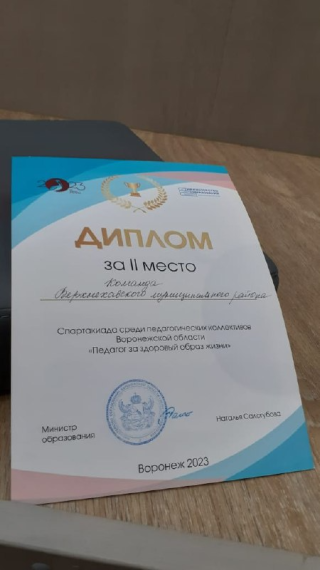 2023
ДИПЛОМ
за II место
Команда
Верхнехавского муниципального района
Спартакиада среди педагогических коллективов
Воронежской области
«Педагог за здоровый образ жизни»
Министр
образования
Наталья Салогубова
Воронеж 2023